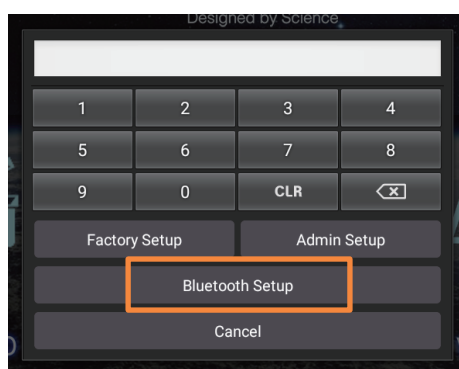 Designed by Science
1 2 3 4
5 6 7 8
9 0 CLR
Factory Setup Admin Setup
Bluetooth Setup
Cancel